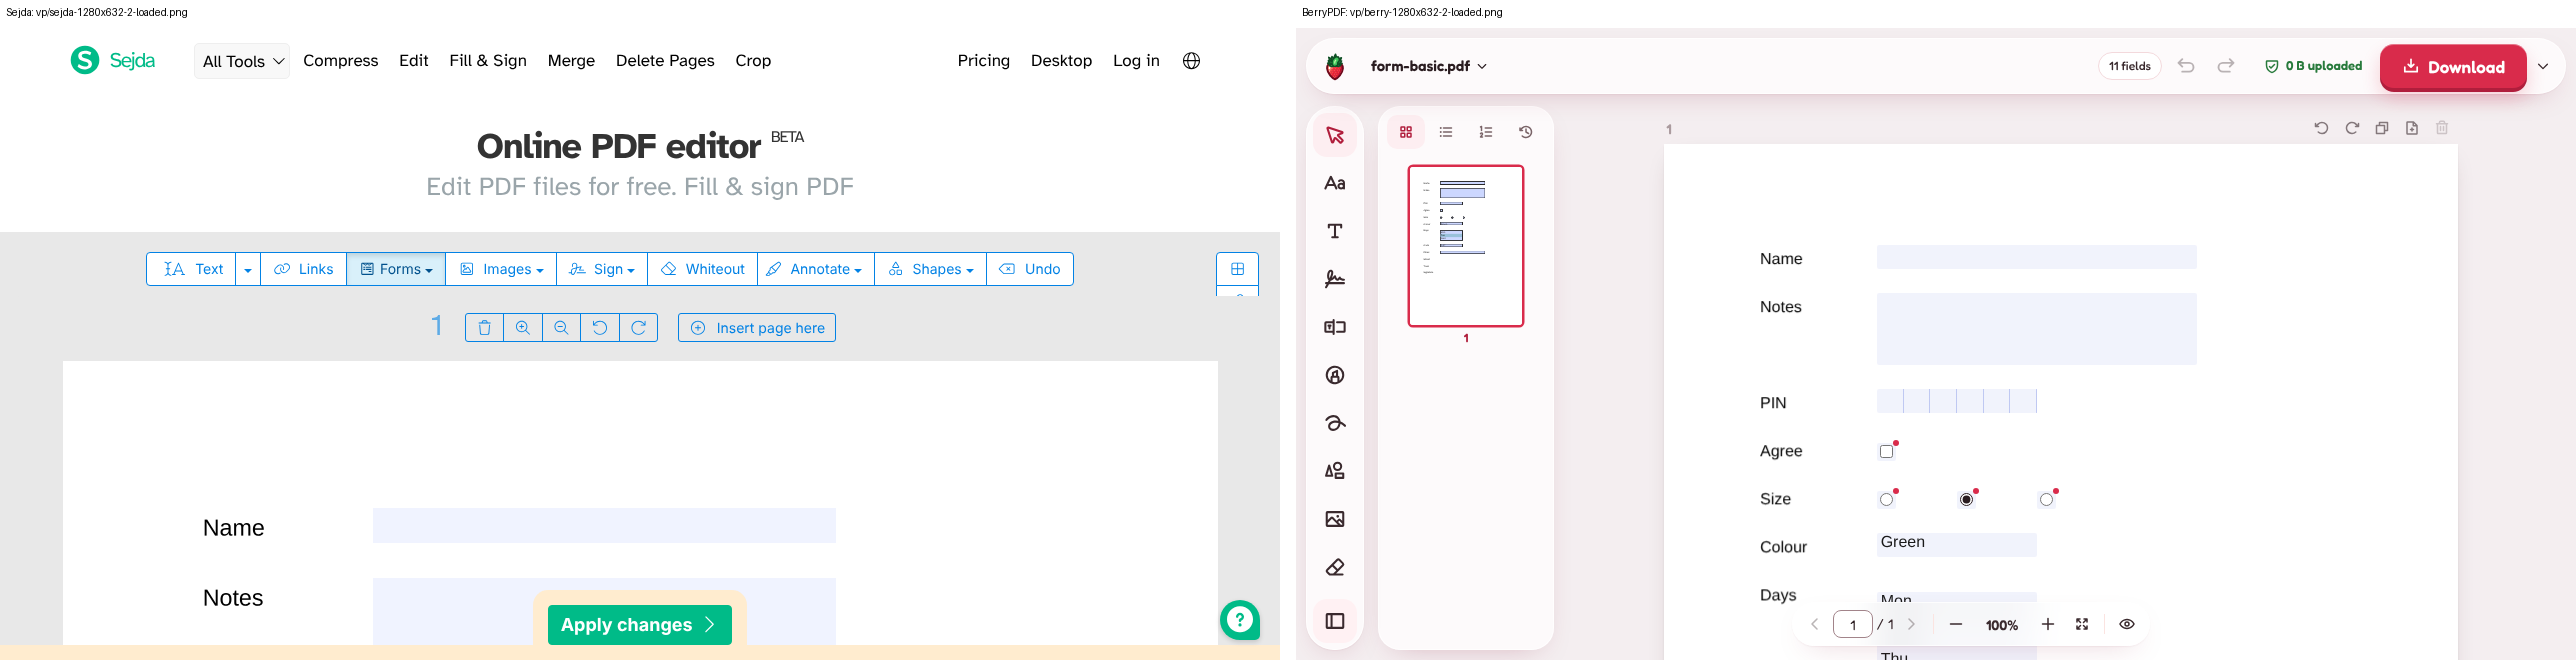 Sejda: vp/sejda-1280x632-2-loaded.png
Sejda
All Tools
Compress
Edit
Fill & Sign
Merge
Delete Pages
Crop
Pricing
Desktop
Log in
Online PDF editor BETA
Edit PDF files for free. Fill & sign PDF
Text
Links
Forms
Images
Sign
Whiteout
Annotate
Shapes
Undo
1
Insert page here
Name
Notes
Apply changes
?
BerryPDF: vp/berry-1280x632-2-loaded.png
form-basic.pdf
11 fields
0 B uploaded
Download
Aa
T
1
1
Name
Notes
PIN
Agree
Size
Colour
Green
Days
Mon
1 / 1
100%
Thu